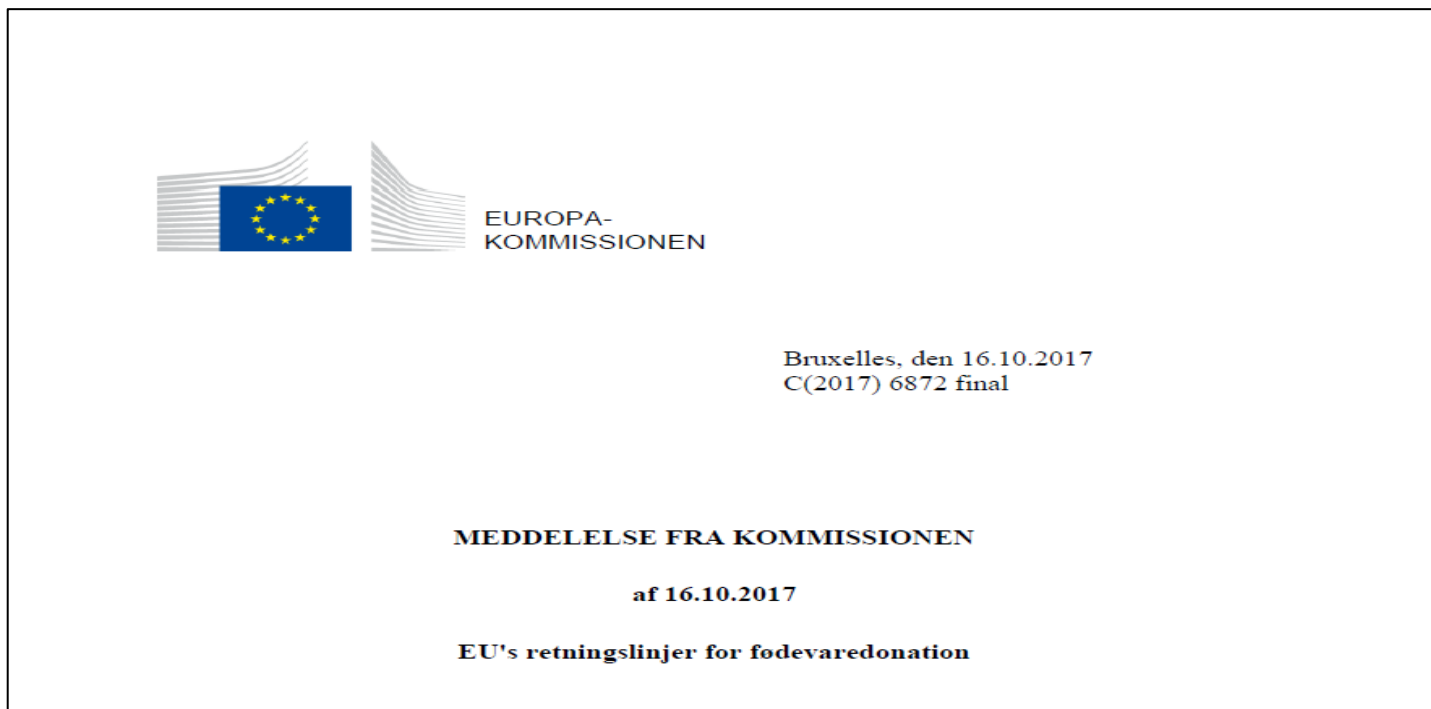 EUROPA-
KOMMISSIONEN
Bruxelles, den 16.10.2017
C(2017) 6872 final
MEDDELELSE FRA KOMMISSIONEN
af 16.10.2017
EU's retningslinjer for fødevaredonation